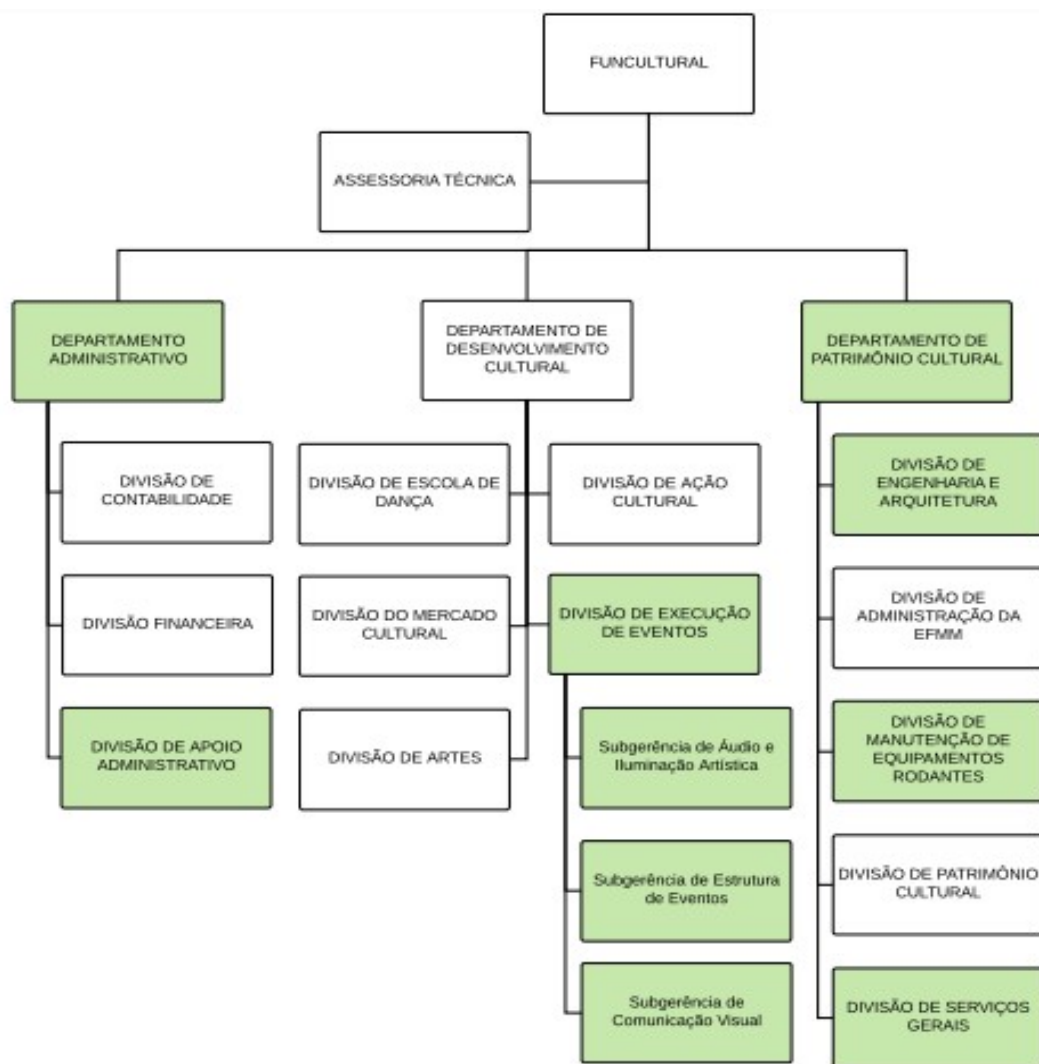 FUNCULTURAL
ASSESSORIA TÉCNICA
DEPARTAMENTO
ADMINISTRATIVO
DEPARTAMENTO DE
DESENVOLVIMENTO
CULTURAL
DEPARTAMENTO DE
PATRIMÔNIO CULTURAL
DIVISÃO DE
CONTABILIDADE
DIVISÃO DE ESCOLA DE
DANÇA
DIVISÃO DE AÇÃO
CULTURAL
DIVISÃO DE
ENGENHARIA E
ARQUITETURA
DIVISÃO FINANCEIRA
DIVISÃO DO MERCADO
CULTURAL
DIVISÃO DE EXECUÇÃO
DE EVENTOS
DIVISÃO DE
ADMINISTRAÇÃO DA
EFMM
DIVISÃO DE APOIO
ADMINISTRATIVO
DIVISÃO DE ARTES
Subgerência de Áudio e
Iluminação Artística
DIVISÃO DE
MANUTENÇÃO DE
EQUIPAMENTOS
RODANTES
Subgerência de Estrutura
de Eventos
DIVISÃO DE PATRIMÔNIO
CULTURAL
Subgerência de
Comunicação Visual
DIVISÃO DE SERVIÇOS
GERAIS